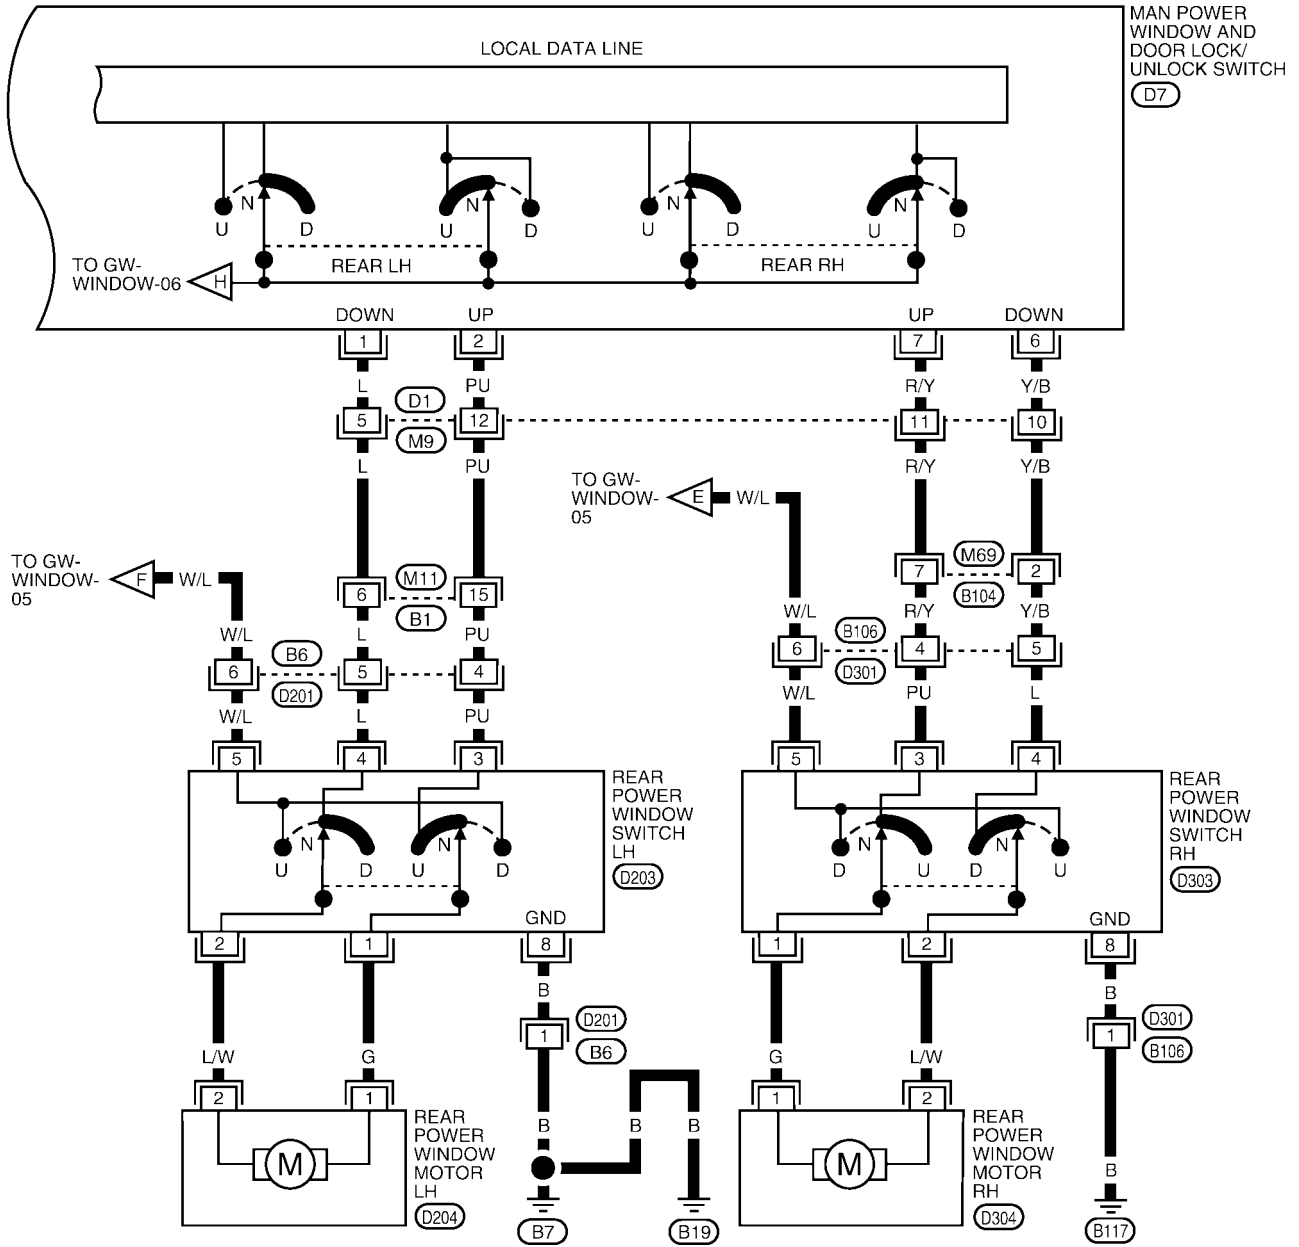 MAN POWER
WINDOW AND
DOOR LOCK/
UNLOCK SWITCH
D7
LOCAL DATA LINE
U
N
D
U
N
D
U
N
D
U
N
D
REAR LH
REAR RH
TO GW-
WINDOW-06
H
DOWN
UP
UP
DOWN
1
2
7
6
L
PU
R/Y
Y/B
D1
5
12
11
10
M9
L
PU
R/Y
Y/B
TO GW-
WINDOW-
05
E
W/L
TO GW-
WINDOW-
05
F
W/L
M69
7
2
B104
M11
6
15
B1
W/L
R/Y
Y/B
W/L
L
PU
B106
6
4
5
D301
B6
6
5
4
D201
W/L
PU
L
W/L
L
PU
5
4
3
5
3
4
REAR
POWER
WINDOW
SWITCH
LH
D203
REAR
POWER
WINDOW
SWITCH
RH
D303
U
N
D
U
N
D
D
N
U
D
N
U
GND
GND
2
1
8
1
2
8
B
B
D201
1
B6
D301
1
B106
L/W
G
G
L/W
2
1
1
2
REAR
POWER
WINDOW
MOTOR
LH
D204
REAR
POWER
WINDOW
MOTOR
RH
D304
M
M
B
B
B
B
B7
B19
B117